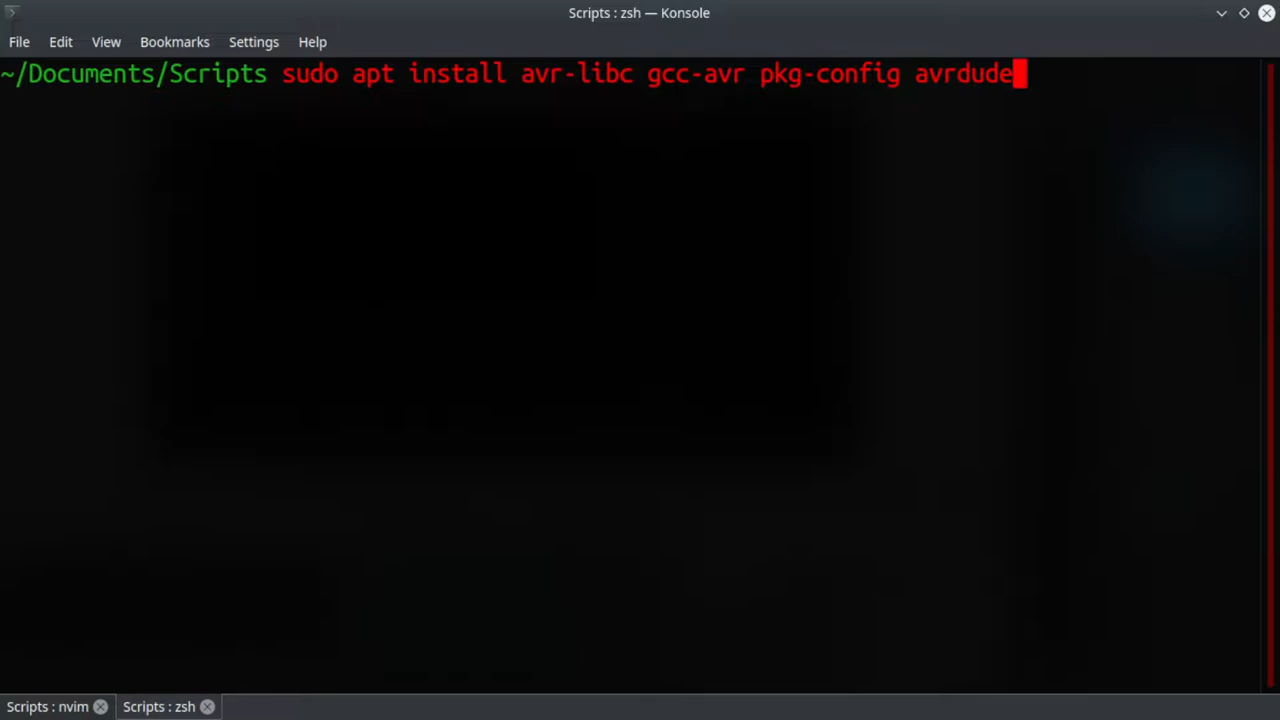 Scripts : zsh — Konsole
File Edit View Bookmarks Settings Help
~/Documents/Scripts sudo apt install avr-libc gcc-avr pkg-config avrdude
Scripts : nvim Scripts : zsh